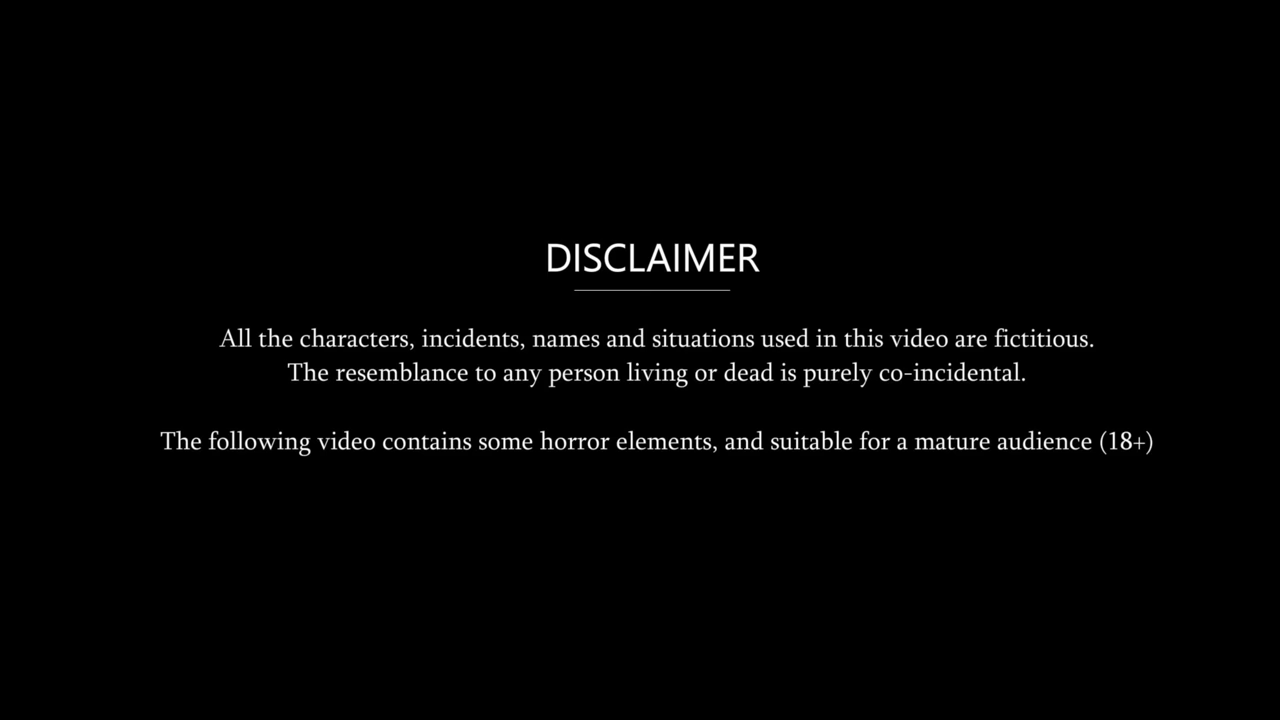 DISCLAIMER
All the characters, incidents, names and situations used in this video are fictitious.
The resemblance to any person living or dead is purely co-incidental.
The following video contains some horror elements, and suitable for a mature audience (18+)